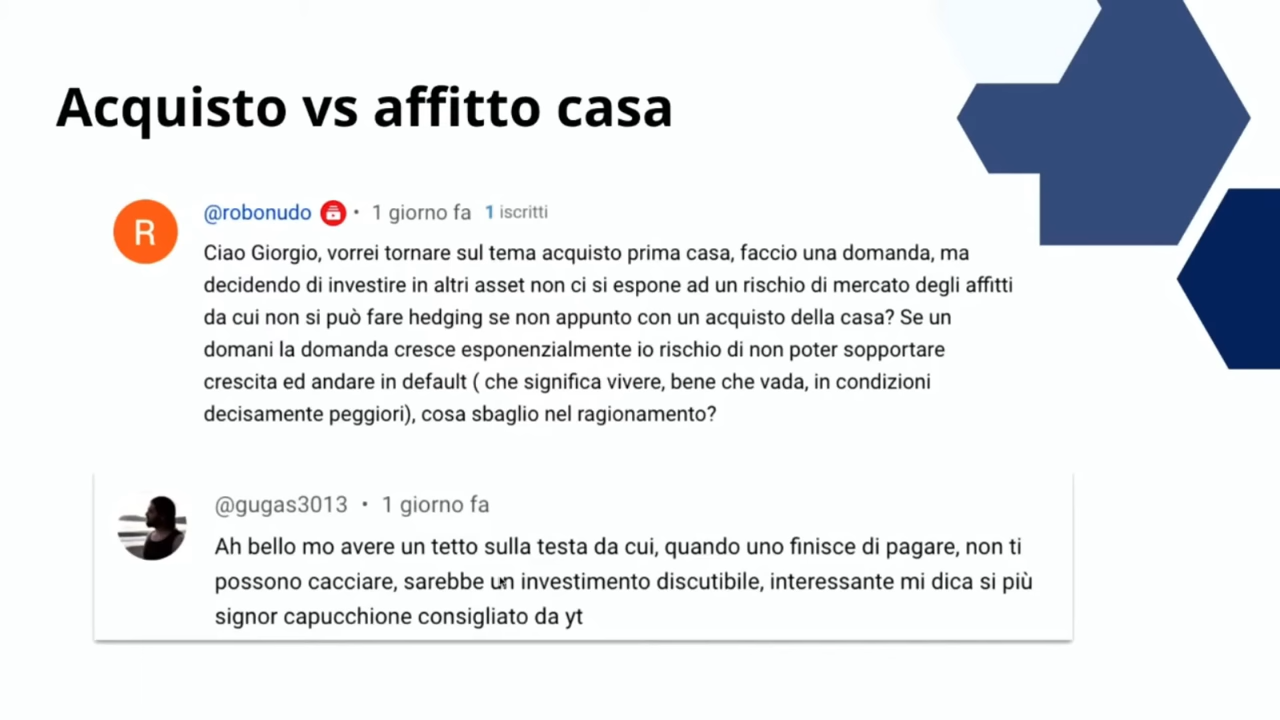 Acquisto vs affitto casa
R
@robonudo • 1 giorno fa 1 iscritti
Ciao Giorgio, vorrei tornare sul tema acquisto prima casa, faccio una domanda, ma
decidendo di investire in altri asset non ci si espone ad un rischio di mercato degli affitti
da cui non si può fare hedging se non appunto con un acquisto della casa? Se un
domani la domanda cresce esponenzialmente io rischio di non poter sopportare
crescita ed andare in default ( che significa vivere, bene che vada, in condizioni
decisamente peggiori), cosa sbaglio nel ragionamento?
@gugas3013 • 1 giorno fa
Ah bello mo avere un tetto sulla testa da cui, quando uno finisce di pagare, non ti
possono cacciare, sarebbe un investimento discutibile, interessante mi dica si più
signor capucchione consigliato da yt